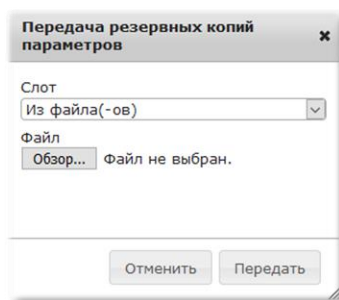 Передача резервных копий
параметров
Слот
Из файла(-ов)
Файл
Обзор... Файл не выбран.
Отменить Передать